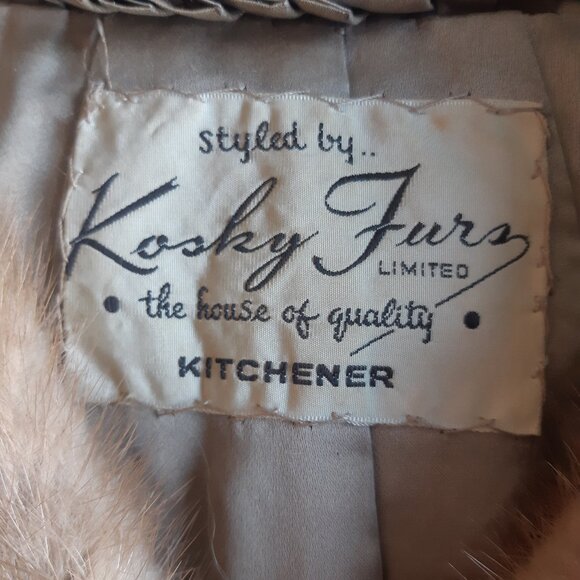 styled by..
Kosky Furs
LIMITED
• the house of quality •
KITCHENER